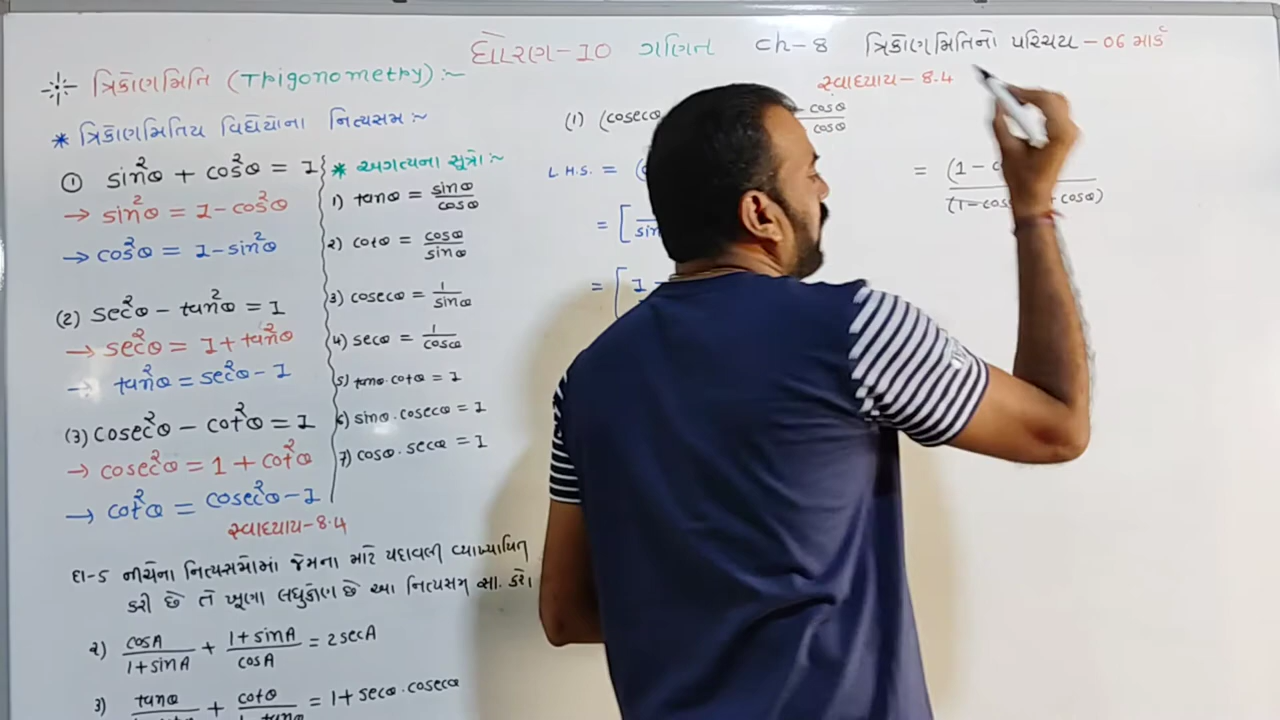 ધોરણ-10 ગણિત ch-8 ત્રિકોણમિતિનો પરિચય - 06 માર્ક
ત્રિકોણમિતિ (Trigonometry) :~
* ત્રિકોણમિતિય વિધેયોના નિત્યસમ :~
① sin²θ + cos²θ = 1
→ sin²θ = 1 - cos²θ
→ cos²θ = 1 - sin²θ
(2) sec²θ - tan²θ = 1
→ sec²θ = 1 + tan²θ
→ tan²θ = sec²θ - 1
(3) cosec²θ - cot²θ = 1
→ cosec²θ = 1 + cot²θ
→ cot²θ = cosec²θ - 1
* અગત્યના સૂત્રો :~
1) tanθ = sinθ/cosθ
2) cotθ = cosθ/sinθ
3) cosecθ = 1/sinθ
4) secθ = 1/cosθ
5) tanθ·cotθ = 1
6) sinθ·cosecθ = 1
7) cosθ·secθ = 1
સ્વાધ્યાય - 8.4
દા-5 નીચેના નિત્યસમોમાં જેમના માટે પદાવલી વ્યાખ્યાયિત
કરી છે તે ખૂણા લઘુકોણ છે આ નિત્યસમ સા. કરો
2) cosA/1+sinA + 1+sinA/cosA = 2secA
3) tanθ + cotθ = 1 + secθ·cosecθ
સ્વાધ્યાય - 8.4
(1) (cosecθ - cosθ
cosθ
L.H.S. =
= [ sin
= [ 1
= (1 -
(1 - cos cosθ)